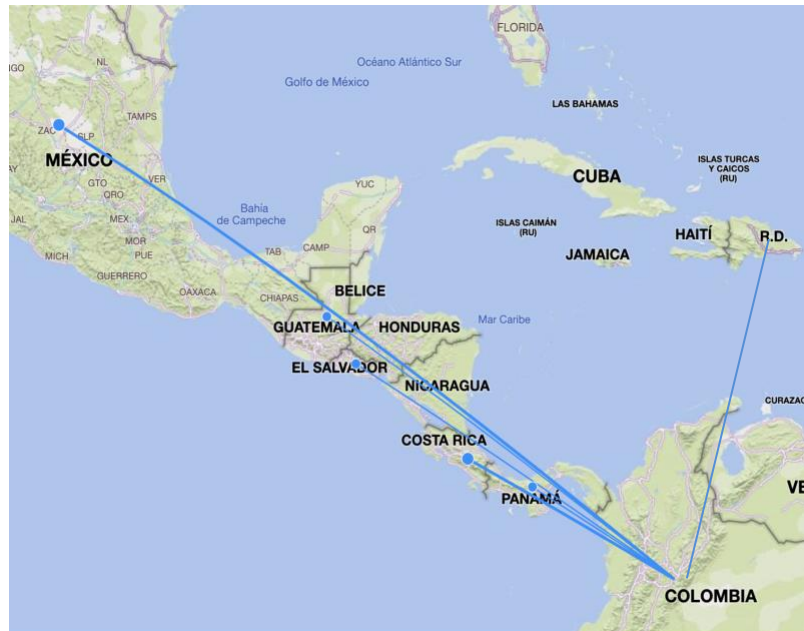 FLORIDA
Océano Atlántico Sur
Golfo de México
NL
TAMPS
LAS BAHAMAS
ZAC
SLP
MÉXICO
ISLAS TURCAS
Y CAICOS
(RU)
YUC
CUBA
GTO
VER
QRO
Bahía
de Campeche
QR
ISLAS CAIMÁN
(RU)
HAITÍ
R.D.
JAL
MEX
MOR
PUE
TAB
CAMP
JAMAICA
MICH
GUERRERO
OAXACA
CHIAPAS
BELICE
Mar Caribe
GUATEMALA
HONDURAS
EL SALVADOR
NICARAGUA
CURAZAO
COSTA RICA
PANAMÁ
VE
COLOMBIA